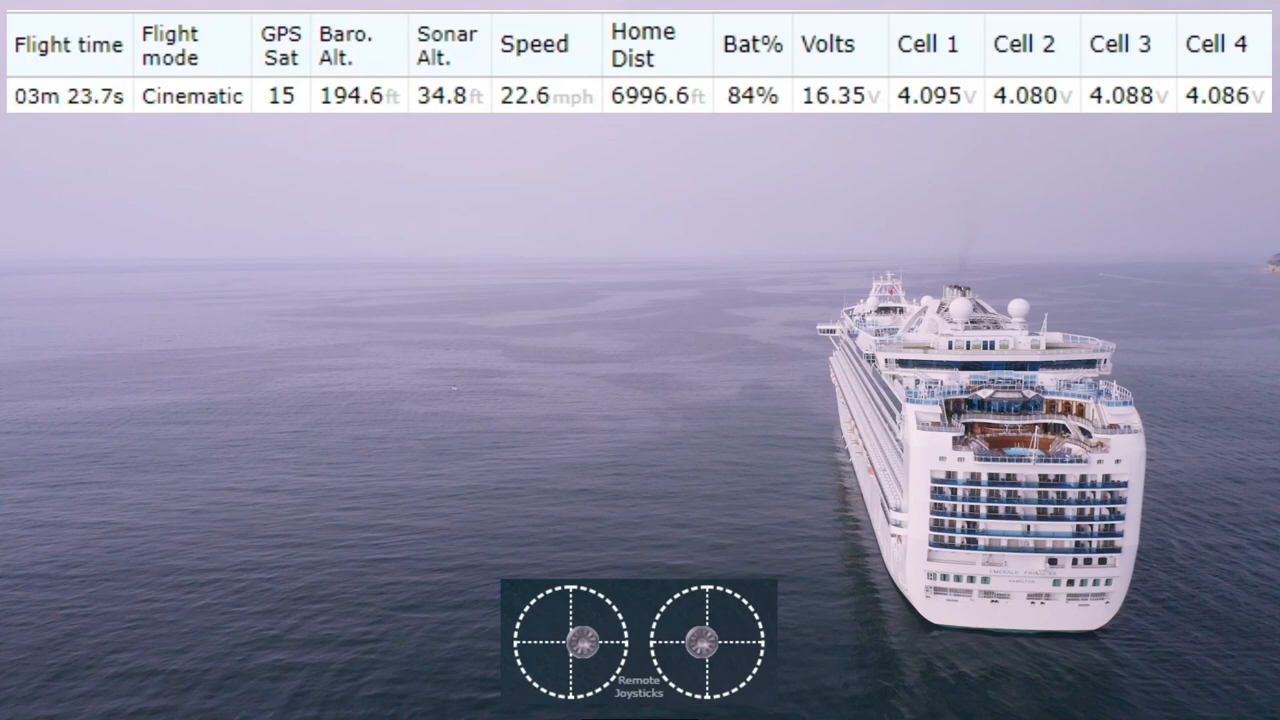 Flight time Flight mode GPS Sat Baro. Alt. Sonar Alt. Speed Home Dist Bat% Volts Cell 1 Cell 2 Cell 3 Cell 4
03m 23.7s Cinematic 15 194.6ft 34.8ft 22.6mph 6996.6ft 84% 16.35V 4.095V 4.080V 4.088V 4.086V
EMERALD PRINCESS
HAMILTON
Remote
Joysticks